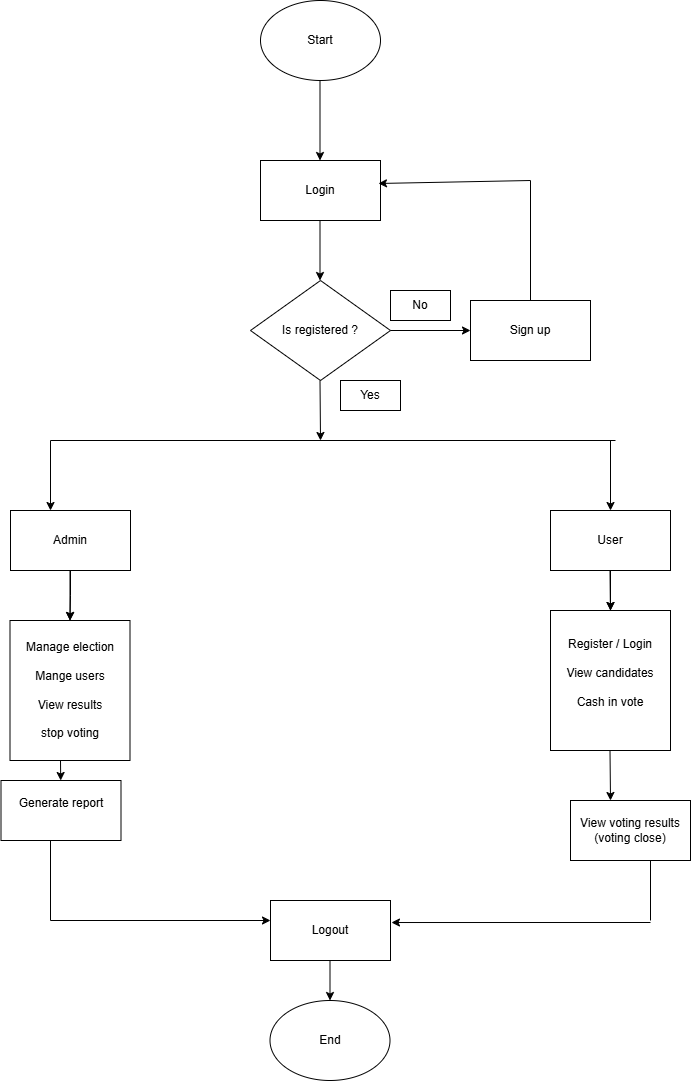 Start
Login
Is registered ?
No
Sign up
Yes
Admin
User
Manage election
Mange users
View results
stop voting
Register / Login
View candidates
Cash in vote
Generate report
View voting results
(voting close)
Logout
End